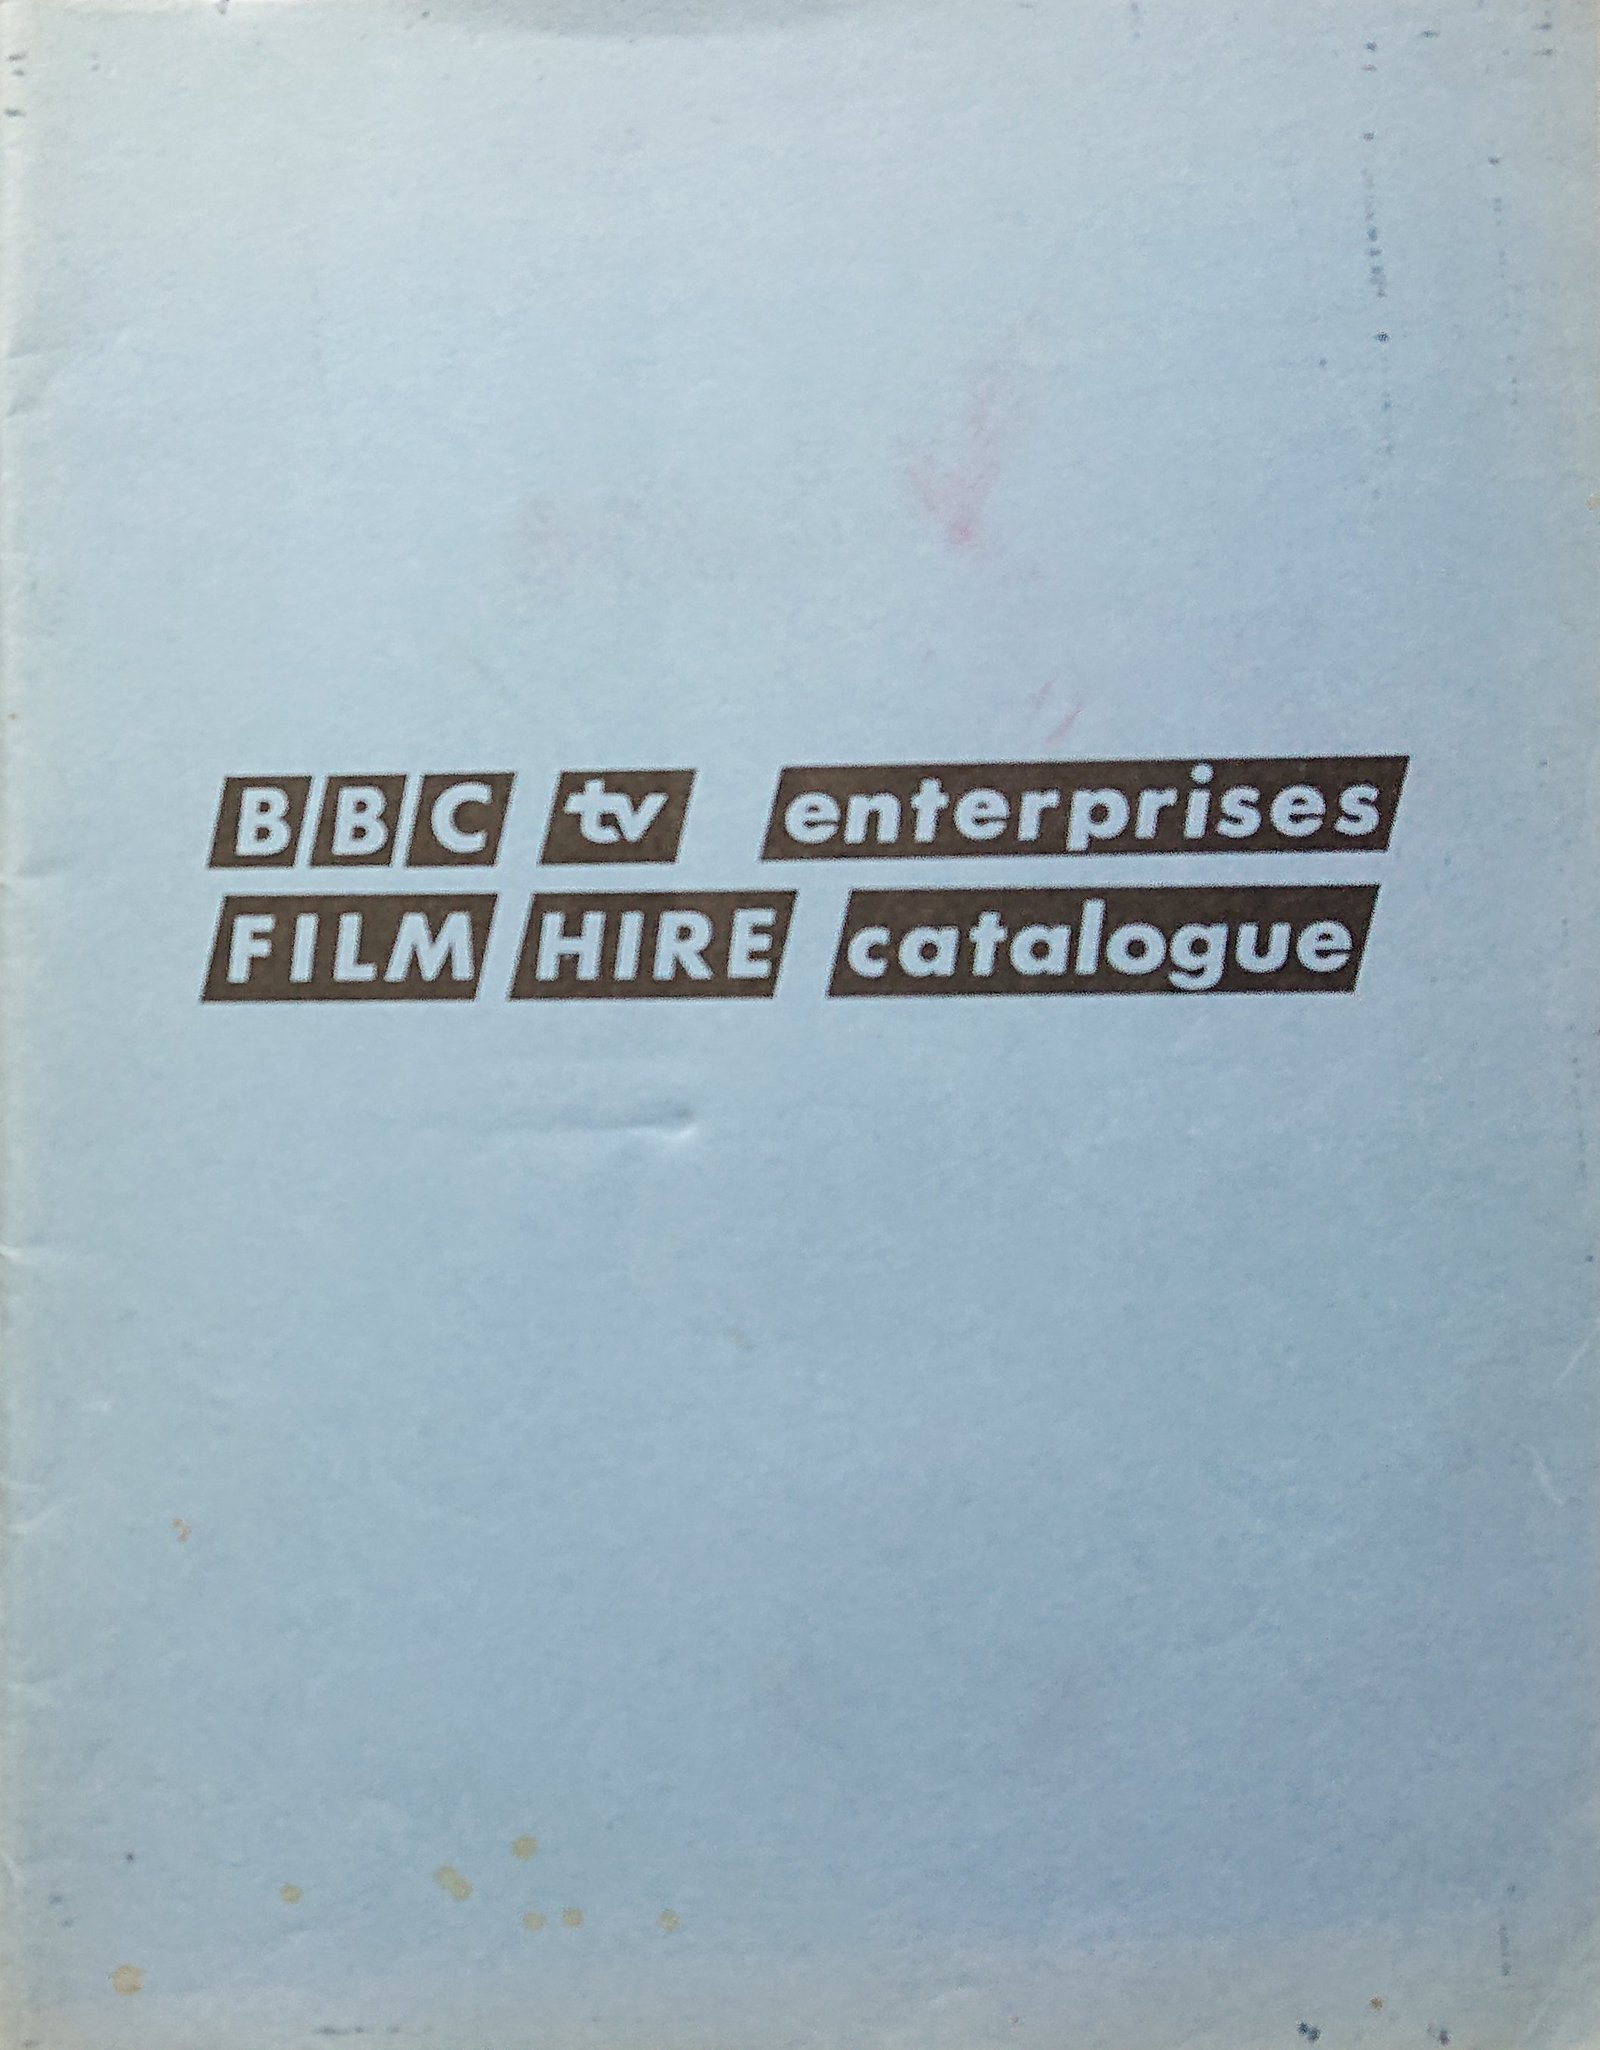 BBC tv enterprises
FILM HIRE catalogue